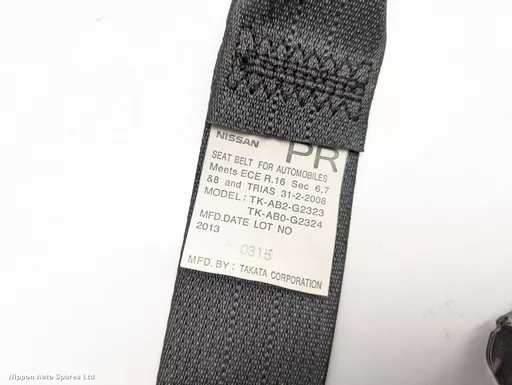 NISSAN PR
SEAT BELT FOR AUTOMOBILES
Meets ECE R.16 Sec 6,7
&8 and TRIAS 31-2-2008
MODEL: TK-AB2-G2323
TK-AB0-G2324
MFD.DATE LOT NO
2013 0315
MFD. BY: TAKATA CORPORATION
Nippon Auto Spares Ltd